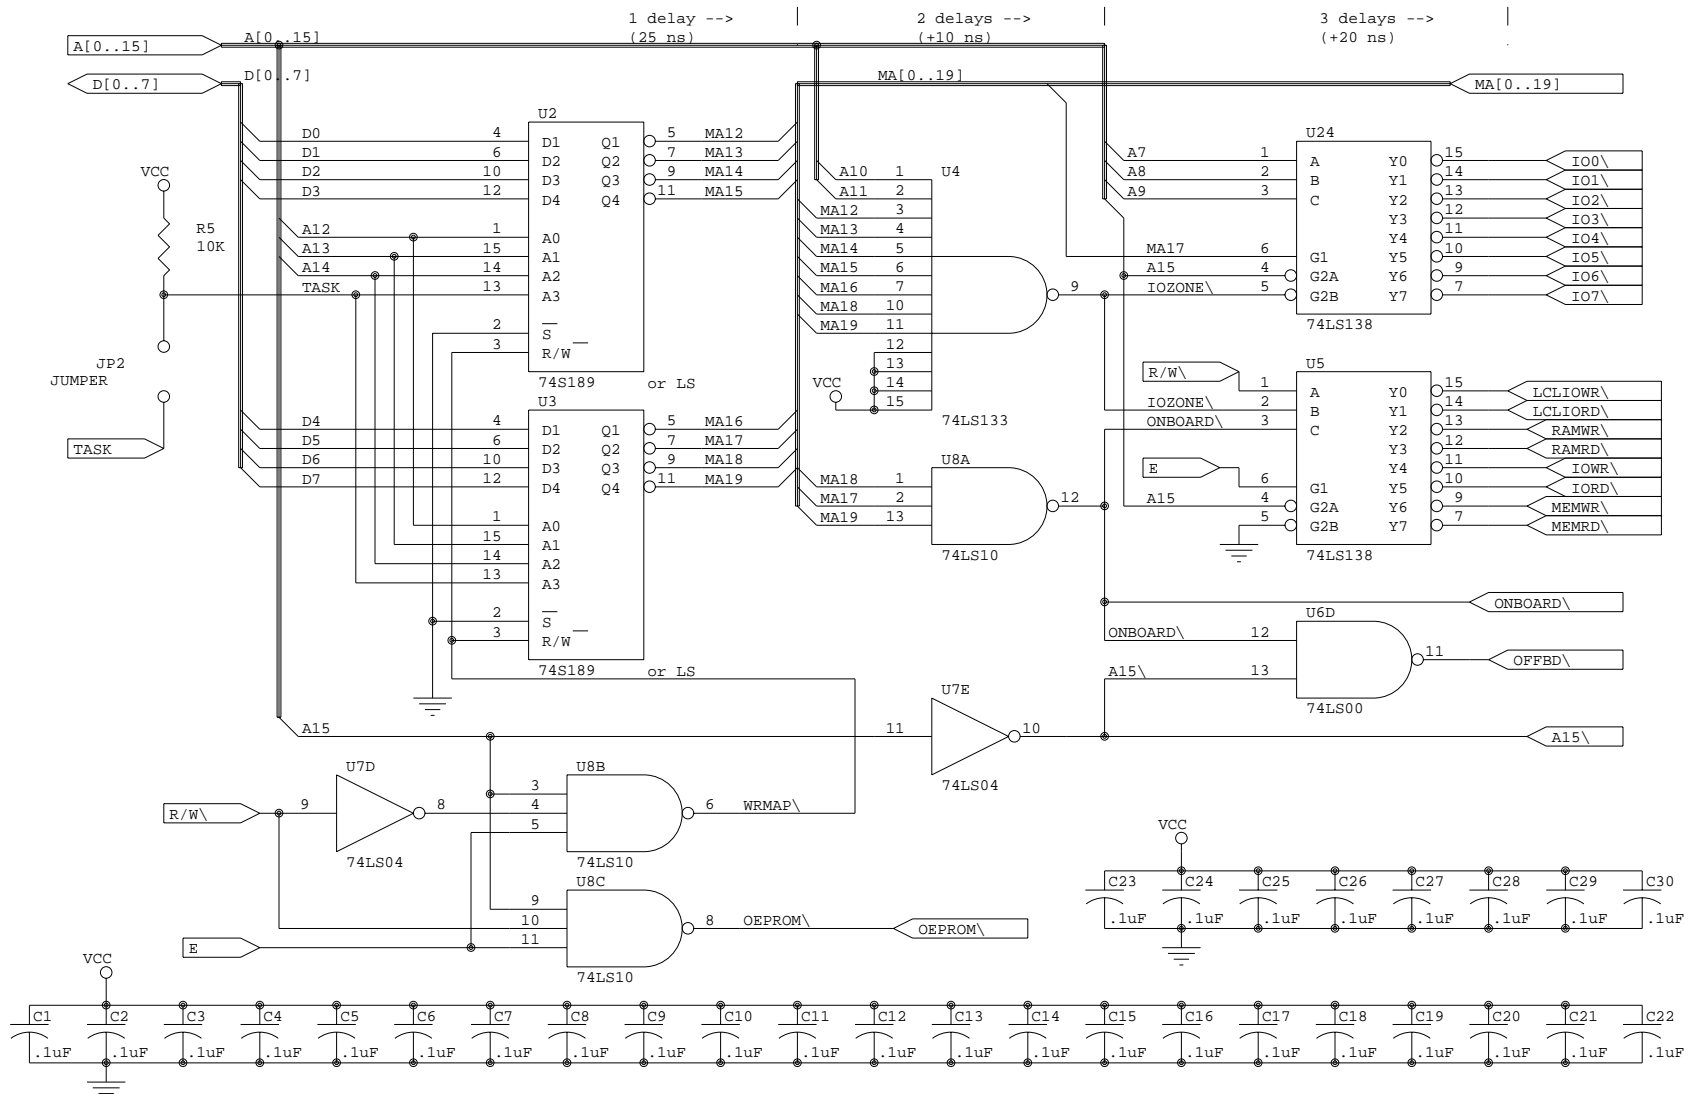 1 delay --> | 2 delays --> | 3 delays --> |
(25 ns) (+10 ns) (+20 ns)
A[0..15] A[0..15]
D[0..7] D[0..7] MA[0..19] MA[0..19]
U2
D0 4 D1 Q1 5 MA12
D1 6 D2 Q2 7 MA13
D2 10 D3 Q3 9 MA14
D3 12 D4 Q4 11 MA15
A12 1 A0
A13 15 A1
A14 14 A2
TASK 13 A3
2 S
3 R/W
74S189 or LS
VCC
R5
10K
JP2
JUMPER
TASK
U3
D4 4 D1 Q1 5 MA16
D5 6 D2 Q2 7 MA17
D6 10 D3 Q3 9 MA18
D7 12 D4 Q4 11 MA19
1 A0
15 A1
14 A2
13 A3
2 S
3 R/W
74S189 or LS
U4
A10 1
A11 2
MA12 3
MA13 4
MA14 5
MA15 6
MA16 7
MA18 10
MA19 11
12
13
14
15
VCC
9
74LS133
U8A
MA18 1
MA17 2
MA19 13
12
74LS10
U24
A7 1 A Y0 15 IO0\
A8 2 B Y1 14 IO1\
A9 3 C Y2 13 IO2\
Y3 12 IO3\
Y4 11 IO4\
MA17 6 G1 Y5 10 IO5\
A15 4 G2A Y6 9 IO6\
IOZONE\ 5 G2B Y7 7 IO7\
74LS138
U5
R/W\ 1 A Y0 15 LCLIOWR\
IOZONE\ 2 B Y1 14 LCLIORD\
ONBOARD\ 3 C Y2 13 RAMWR\
Y3 12 RAMRD\
Y4 11 IOWR\
E 6 G1 Y5 10 IORD\
A15 4 G2A Y6 9 MEMWR\
5 G2B Y7 7 MEMRD\
74LS138
ONBOARD\
U6D
ONBOARD\ 12
A15\ 13
11 OFFBD\
74LS00
U7E
A15 11 10 A15\
74LS04
U7D
R/W\ 9 8
74LS04
U8B
3
4
5
6 WRMAP\
74LS10
U8C
9
10
11
E
8 OEPROM\ OEPROM\
74LS10
VCC
C23 C24 C25 C26 C27 C28 C29 C30
.1uF .1uF .1uF .1uF .1uF .1uF .1uF .1uF
VCC
C1 C2 C3 C4 C5 C6 C7 C8 C9 C10 C11 C12 C13 C14 C15 C16 C17 C18 C19 C20 C21 C22
.1uF .1uF .1uF .1uF .1uF .1uF .1uF .1uF .1uF .1uF .1uF .1uF .1uF .1uF .1uF .1uF .1uF .1uF .1uF .1uF .1uF .1uF